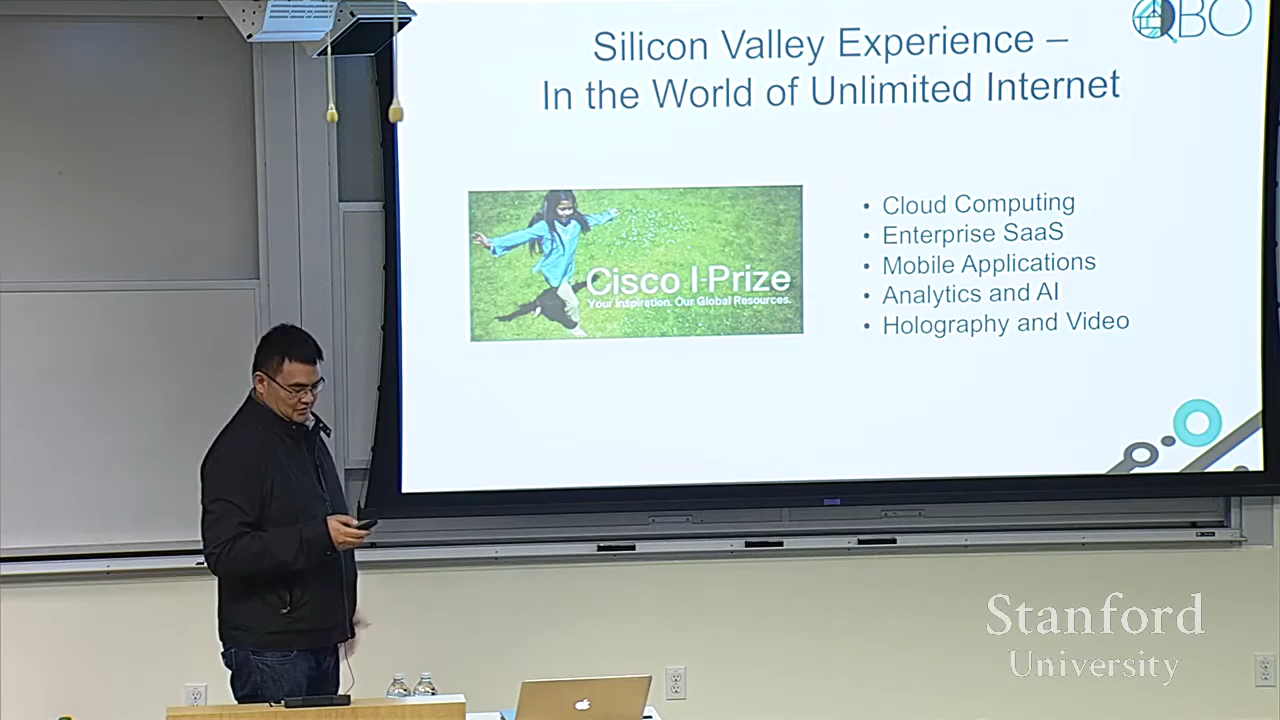 QBO
Silicon Valley Experience –
In the World of Unlimited Internet
Cisco I-Prize
Your Inspiration. Our Global Resources.
• Cloud Computing
• Enterprise SaaS
• Mobile Applications
• Analytics and AI
• Holography and Video
Stanford
University